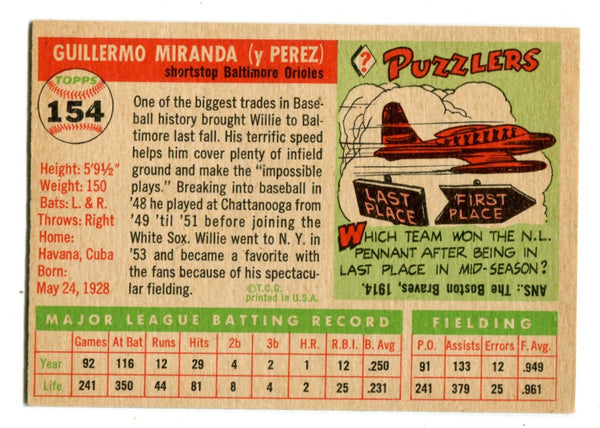 GUILLERMO MIRANDA (y PEREZ)
shortstop Baltimore Orioles
TOPPS
154
Height: 5'9½"
Weight: 150
Bats: L. & R.
Throws: Right
Home:
Havana, Cuba
Born:
May 24, 1928
One of the biggest trades in Base-
ball history brought Willie to Bal-
timore last fall. His terrific speed
helps him cover plenty of infield
ground and make the "impossible
plays." Breaking into baseball in
'48 he played at Chattanooga from
'49 'til '51 before joining the
White Sox. Willie went to N. Y. in
'53 and became a favorite with
the fans because of his spectacu-
lar fielding.
©T.C.G.
printed in U.S.A.
? PUZZLERS
LAST PLACE
FIRST PLACE
WHICH TEAM WON THE N.L.
PENNANT AFTER BEING IN
LAST PLACE IN MID-SEASON?
ANS.: The Boston Braves, 1914.
MAJOR LEAGUE BATTING RECORD
FIELDING
Games At Bat Runs Hits 2b 3b H.R. R.B.I. B. Avg P.O. Assists Errors F. Avg.
Year 92 116 12 29 4 2 1 12 .250 91 133 12 .949
Life 241 350 44 81 8 4 2 25 .231 241 379 25 .961